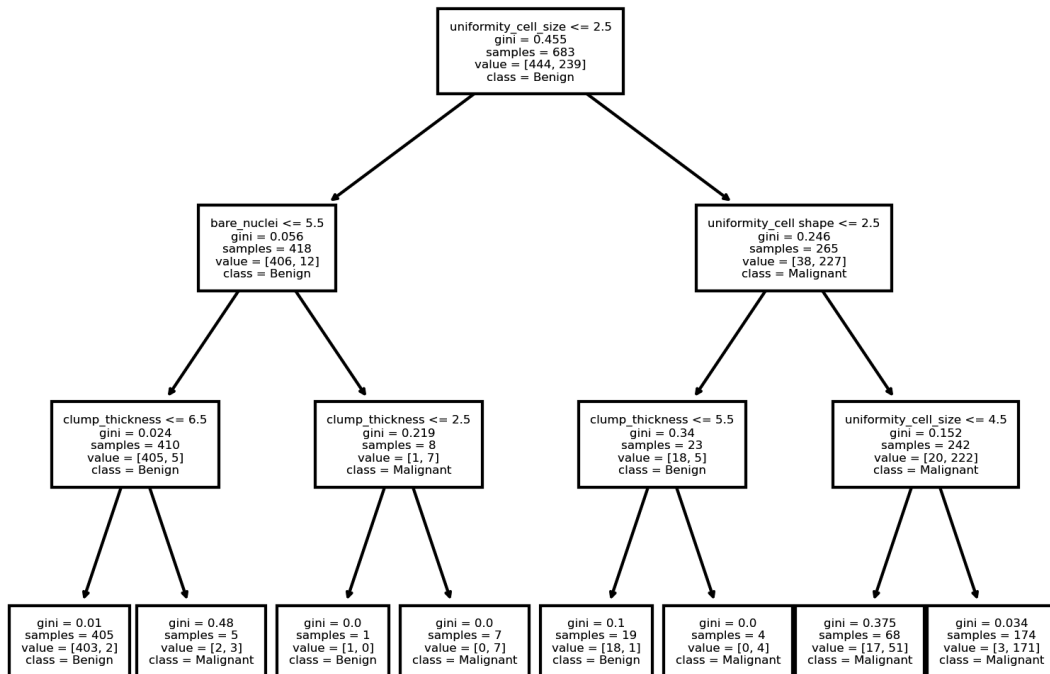 uniformity_cell_size <= 2.5
gini = 0.455
samples = 683
value = [444, 239]
class = Benign
bare_nuclei <= 5.5
gini = 0.056
samples = 418
value = [406, 12]
class = Benign
uniformity_cell shape <= 2.5
gini = 0.246
samples = 265
value = [38, 227]
class = Malignant
clump_thickness <= 6.5
gini = 0.024
samples = 410
value = [405, 5]
class = Benign
clump_thickness <= 2.5
gini = 0.219
samples = 8
value = [1, 7]
class = Malignant
clump_thickness <= 5.5
gini = 0.34
samples = 23
value = [18, 5]
class = Benign
uniformity_cell_size <= 4.5
gini = 0.152
samples = 242
value = [20, 222]
class = Malignant
gini = 0.01
samples = 405
value = [403, 2]
class = Benign
gini = 0.48
samples = 5
value = [2, 3]
class = Malignant
gini = 0.0
samples = 1
value = [1, 0]
class = Benign
gini = 0.0
samples = 7
value = [0, 7]
class = Malignant
gini = 0.1
samples = 19
value = [18, 1]
class = Benign
gini = 0.0
samples = 4
value = [0, 4]
class = Malignant
gini = 0.375
samples = 68
value = [17, 51]
class = Malignant
gini = 0.034
samples = 174
value = [3, 171]
class = Malignant